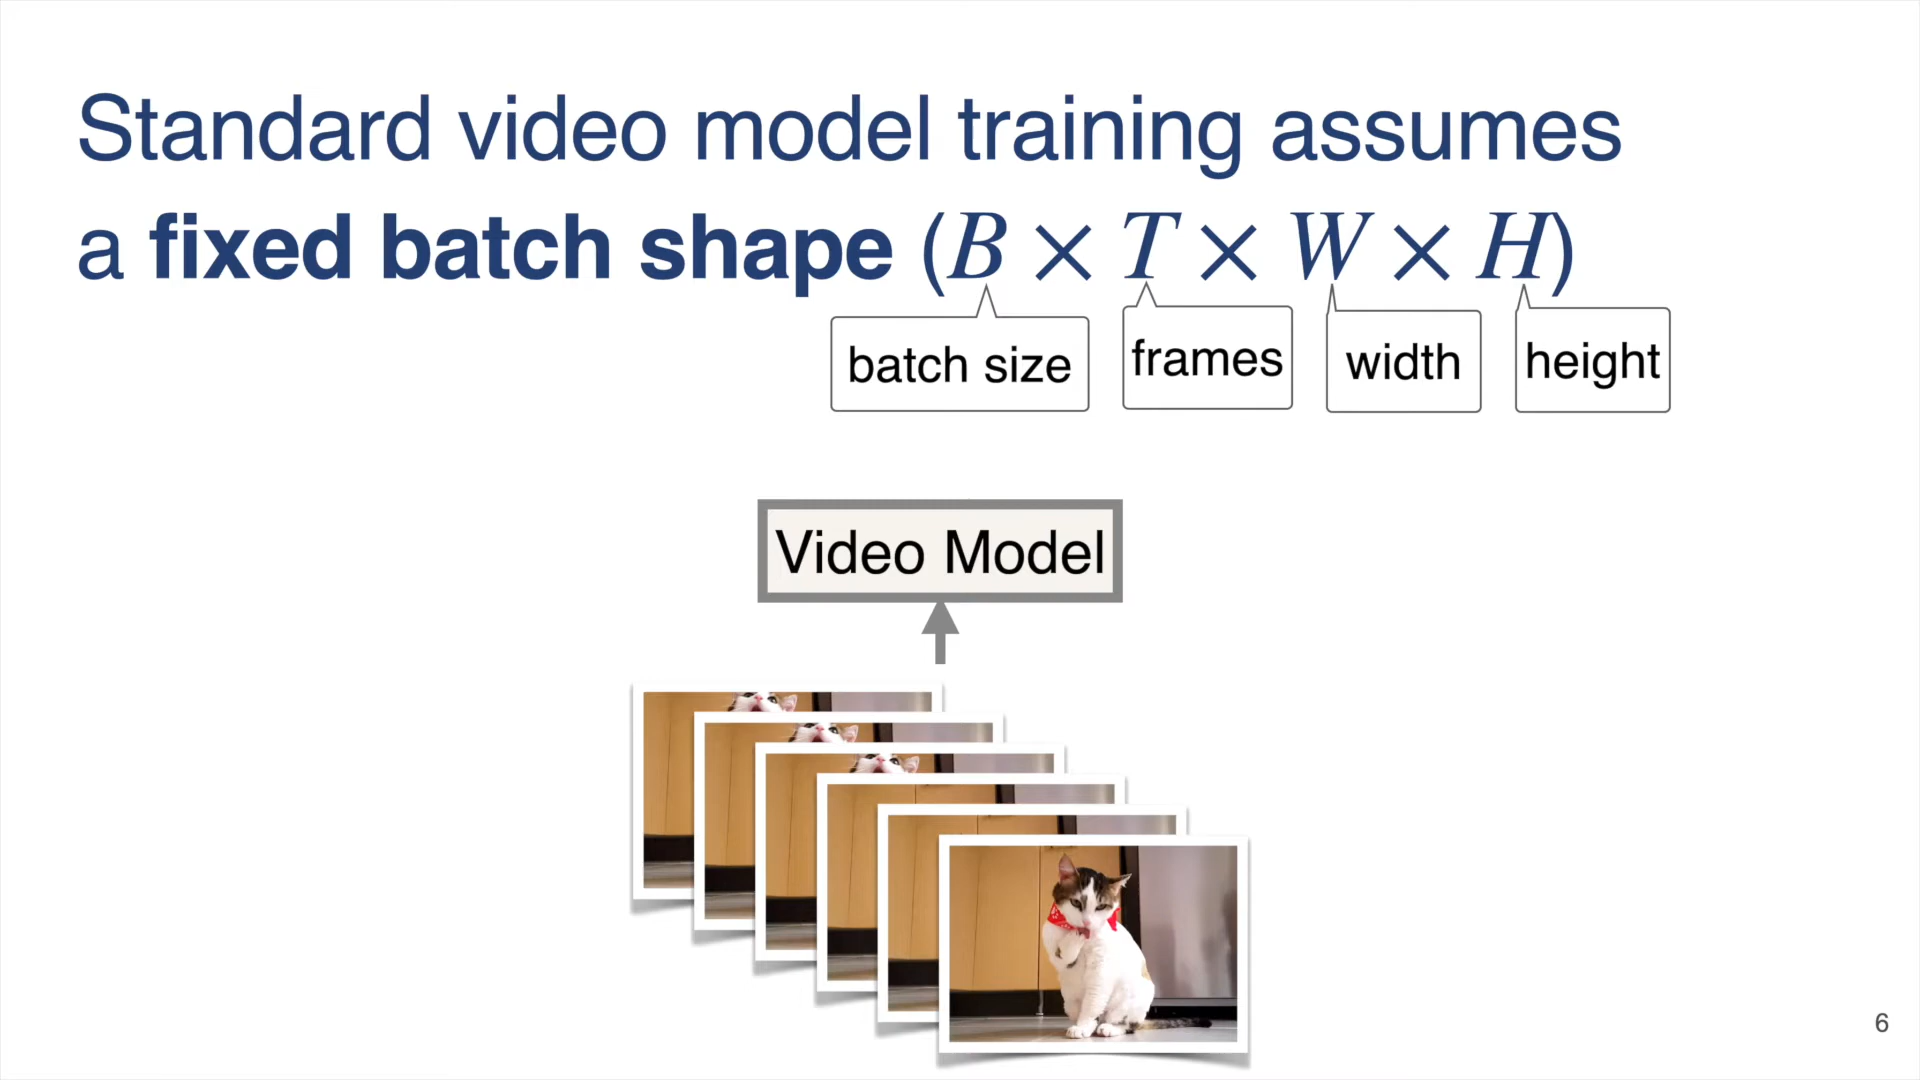 Standard video model training assumes
a fixed batch shape (B × T × W × H)
batch size
frames
width
height
Video Model
6